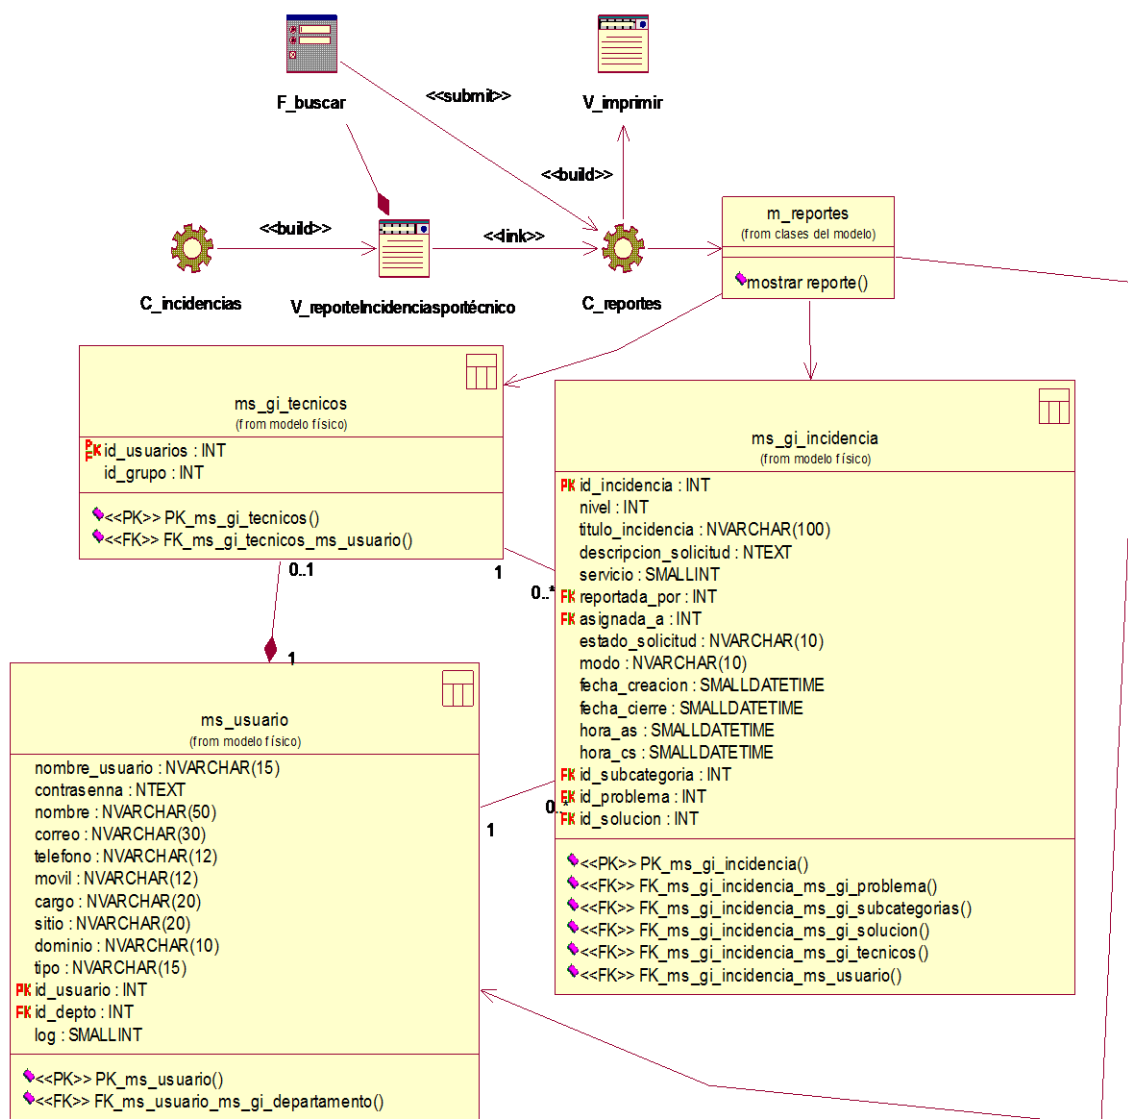 F_buscar
<<submit>>
V_imprimir
<<build>>
m_reportes
(from clases del modelo)
mostrar reporte()
<<build>>
<<link>>
C_incidencias
V_reporteIncidenciasportécnico
C_reportes
ms_gi_tecnicos
(from modelo físico)
PFK id_usuarios : INT
id_grupo : INT
<<PK>> PK_ms_gi_tecnicos()
<<FK>> FK_ms_gi_tecnicos_ms_usuario()
0..1
1
0..*
1
ms_gi_incidencia
(from modelo físico)
PK id_incidencia : INT
nivel : INT
titulo_incidencia : NVARCHAR(100)
descripcion_solicitud : NTEXT
servicio : SMALLINT
FK reportada_por : INT
FK asignada_a : INT
estado_solicitud : NVARCHAR(10)
modo : NVARCHAR(10)
fecha_creacion : SMALLDATETIME
fecha_cierre : SMALLDATETIME
hora_as : SMALLDATETIME
hora_cs : SMALLDATETIME
FK id_subcategoria : INT
FK id_problema : INT
FK id_solucion : INT
<<PK>> PK_ms_gi_incidencia()
<<FK>> FK_ms_gi_incidencia_ms_gi_problema()
<<FK>> FK_ms_gi_incidencia_ms_gi_subcategorias()
<<FK>> FK_ms_gi_incidencia_ms_gi_solucion()
<<FK>> FK_ms_gi_incidencia_ms_gi_tecnicos()
<<FK>> FK_ms_gi_incidencia_ms_usuario()
ms_usuario
(from modelo físico)
nombre_usuario : NVARCHAR(15)
contrasenna : NTEXT
nombre : NVARCHAR(50)
correo : NVARCHAR(30)
telefono : NVARCHAR(12)
movil : NVARCHAR(12)
cargo : NVARCHAR(20)
sitio : NVARCHAR(20)
dominio : NVARCHAR(10)
tipo : NVARCHAR(15)
PK id_usuario : INT
FK id_depto : INT
log : SMALLINT
<<PK>> PK_ms_usuario()
<<FK>> FK_ms_usuario_ms_gi_departamento()
1
0..*